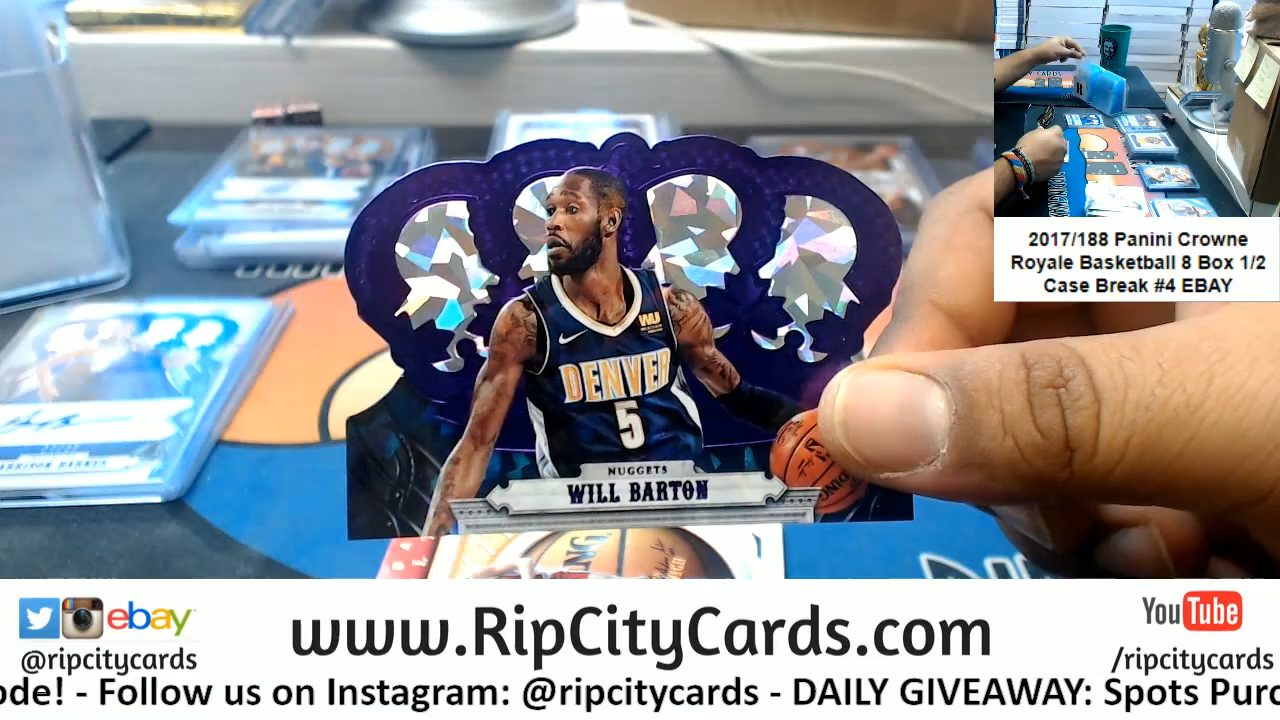 2017/188 Panini Crowne
Royale Basketball 8 Box 1/2
Case Break #4 EBAY
WU
DENVER
5
NUGGETS
WILL BARTON
ebay
@ripcitycards
www.RipCityCards.com
YouTube
/ripcitycards
ode! - Follow us on Instagram: @ripcitycards - DAILY GIVEAWAY: Spots Purc